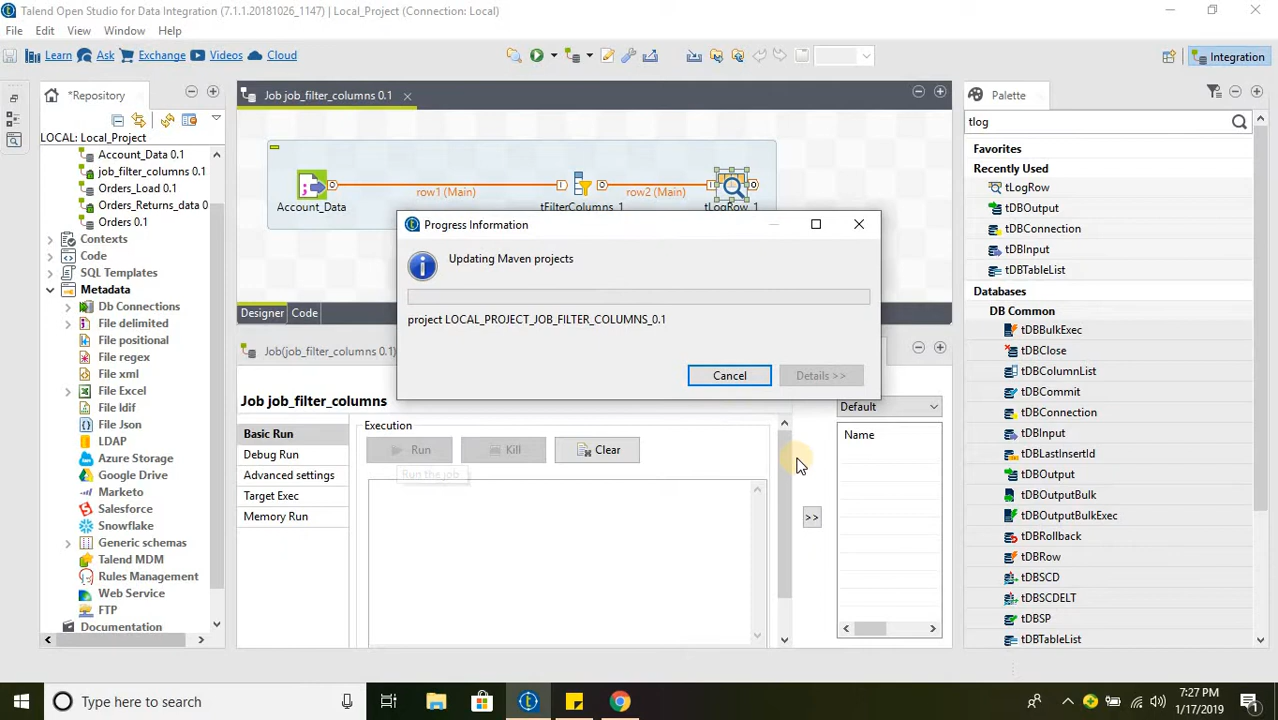 Talend Open Studio for Data Integration (7.1.1.20181026_1147) | Local_Project (Connection: Local)
File Edit View Window Help
Learn Ask Exchange Videos Cloud Integration
*Repository
LOCAL: Local_Project
Account_Data 0.1
job_filter_columns 0.1
Orders_Load 0.1
Orders_Returns_data 0
Orders 0.1
Contexts
Code
SQL Templates
Metadata
Db Connections
File delimited
File positional
File regex
File xml
File Excel
File ldif
File Json
LDAP
Azure Storage
Google Drive
Marketo
Salesforce
Snowflake
Generic schemas
Talend MDM
Rules Management
Web Service
FTP
Documentation
Job job_filter_columns 0.1
row1 (Main)
row2 (Main)
Account_Data
tFilterColumns_1
tLogRow_1
Designer Code
Progress Information
Updating Maven projects
project LOCAL_PROJECT_JOB_FILTER_COLUMNS_0.1
Cancel
Details >>
Job(job_filter_columns 0.1)
Job job_filter_columns
Basic Run
Debug Run
Advanced settings
Target Exec
Memory Run
Execution
Run
Kill
Clear
Run the job
Default
Name
>>
Palette
tlog
Favorites
Recently Used
tLogRow
tDBOutput
tDBConnection
tDBInput
tDBTableList
Databases
DB Common
tDBBulkExec
tDBClose
tDBColumnList
tDBCommit
tDBConnection
tDBInput
tDBLastInsertId
tDBOutput
tDBOutputBulk
tDBOutputBulkExec
tDBRollback
tDBRow
tDBSCD
tDBSCDELT
tDBSP
tDBTableList
Type here to search
7:27 PM
1/17/2019
1